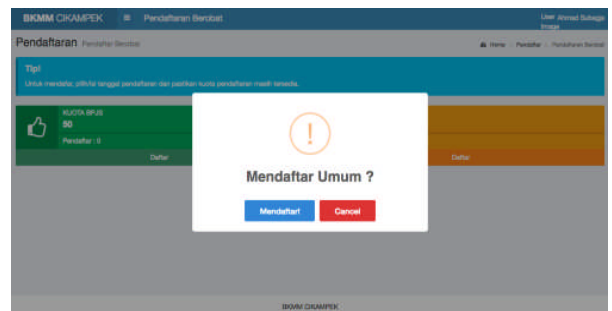 BKMM CIKAMPEK Pendaftaran Berobat
User Ahmad Subagja
Image
Pendaftaran Pendaftar Berobat
Home Pendaftar Pendaftaran Berobat
Tip!
Untuk mendaftar, pilihlah tanggal pendaftaran dan pastikan kuota pendaftaran masih tersedia.
KUOTA BPJS
50
Pendaftar : 0
Daftar
Daftar
Mendaftar Umum ?
Mendaftar!
Cancel
BKMM CIKAMPEK